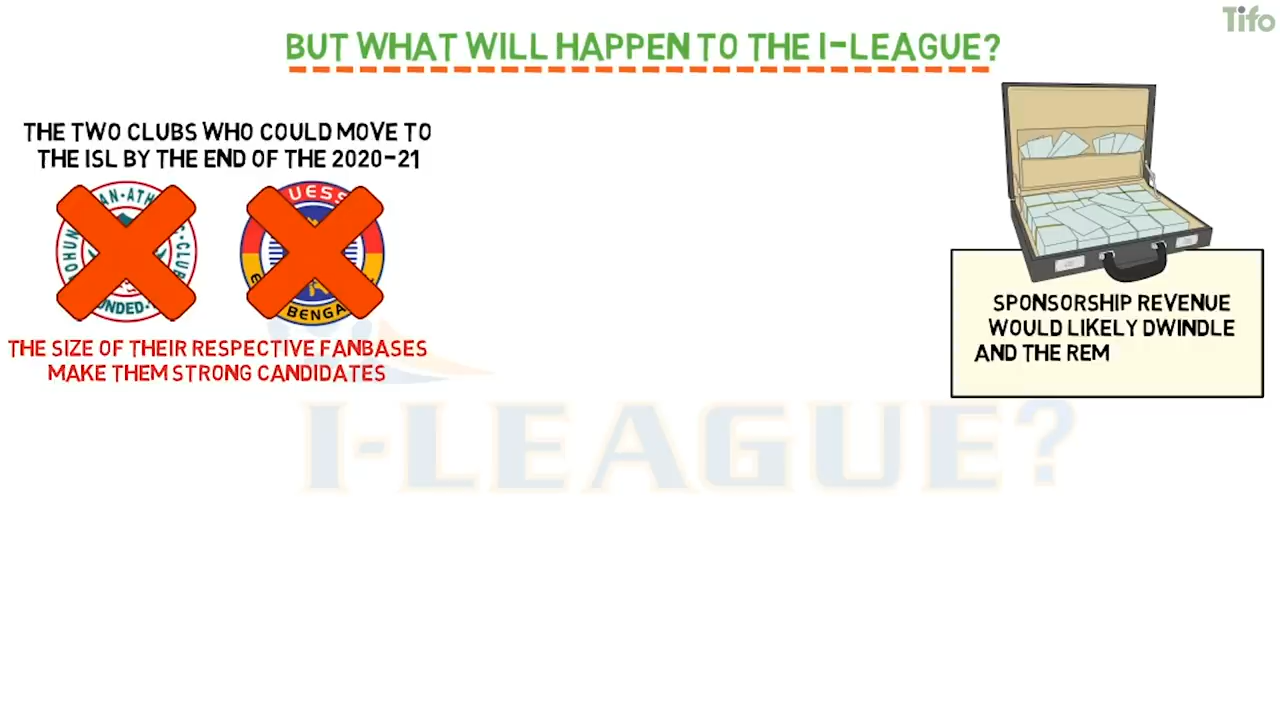 Tifo
BUT WHAT WILL HAPPEN TO THE I-LEAGUE?
THE TWO CLUBS WHO COULD MOVE TO
THE ISL BY THE END OF THE 2020-21
THE SIZE OF THEIR RESPECTIVE FANBASES
MAKE THEM STRONG CANDIDATES
SPONSORSHIP REVENUE
WOULD LIKELY DWINDLE
AND THE REM
I-LEAGUE?
BENGA